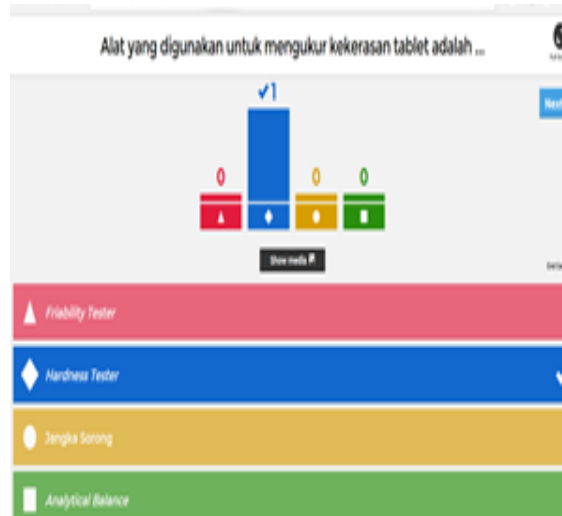 Alat yang digunakan untuk mengukur kekerasan tablet adalah ...
Next
1
0 0 0
Show media
Friability Tester
Hardness Tester
Jangka Sorong
Analytical Balance